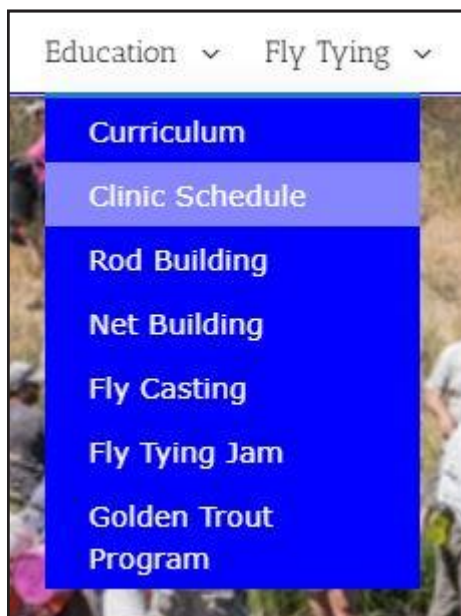 Education Fly Tying
Curriculum
Clinic Schedule
Rod Building
Net Building
Fly Casting
Fly Tying Jam
Golden Trout
Program